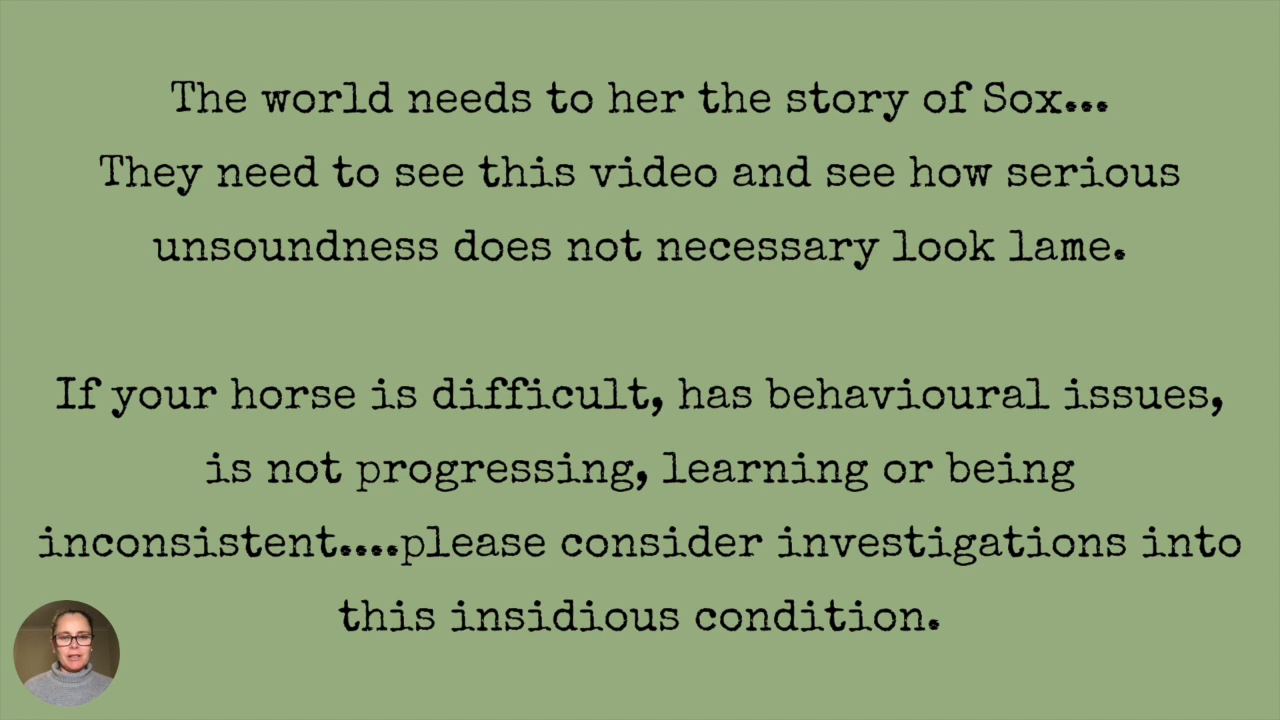 The world needs to her the story of Sox...
They need to see this video and see how serious
unsoundness does not necessary look lame.
If your horse is difficult, has behavioural issues,
is not progressing, learning or being
inconsistent....please consider investigations into
this insidious condition.